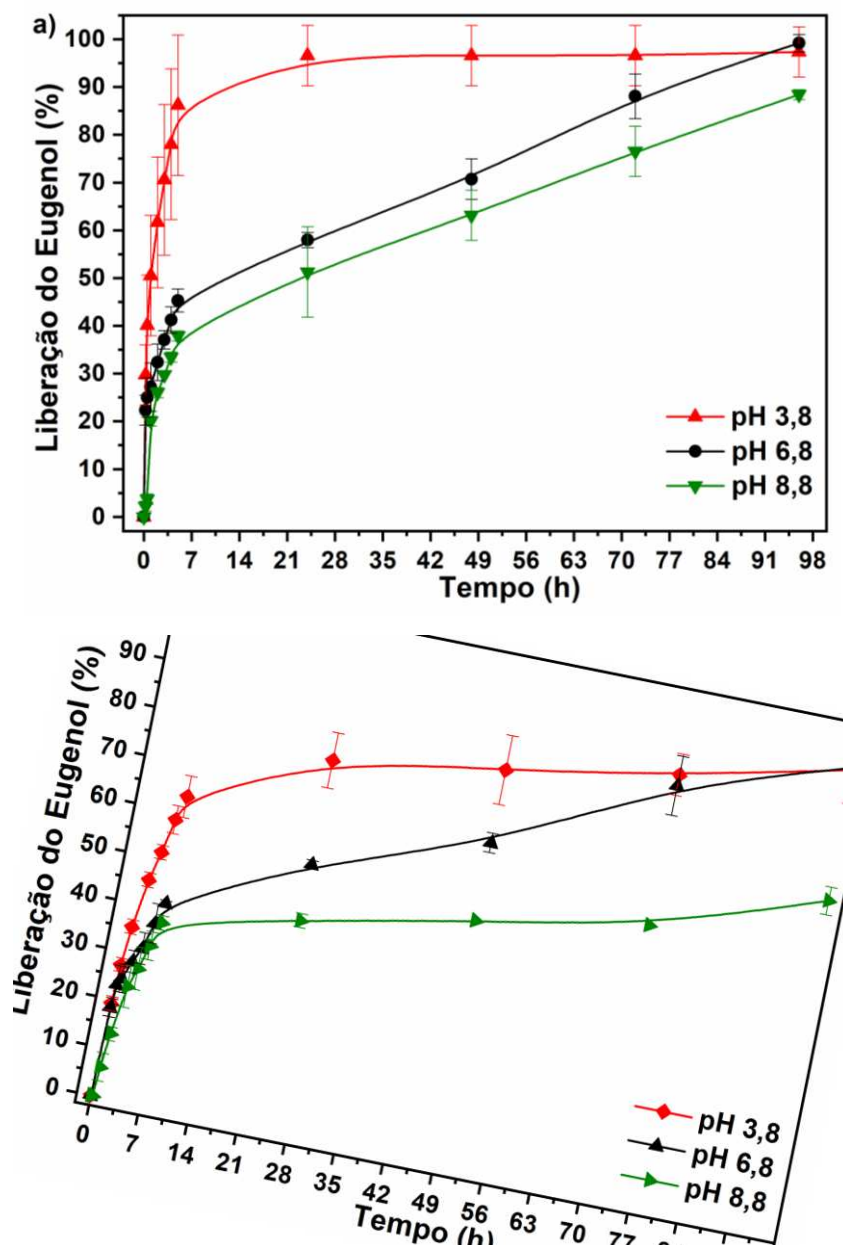 a)
100
90
80
70
60
50
40
30
20
10
0
Liberação do Eugenol (%)
pH 3,8
pH 6,8
pH 8,8
0 7 14 21 28 35 42 49 56 63 70 77 84 91 98
Tempo (h)
90
80
70
60
50
40
30
20
10
0
Liberação do Eugenol (%)
pH 3,8
pH 6,8
pH 8,8
0 7 14 21 28 35 42 49 56 63 70 77
Tempo (h)